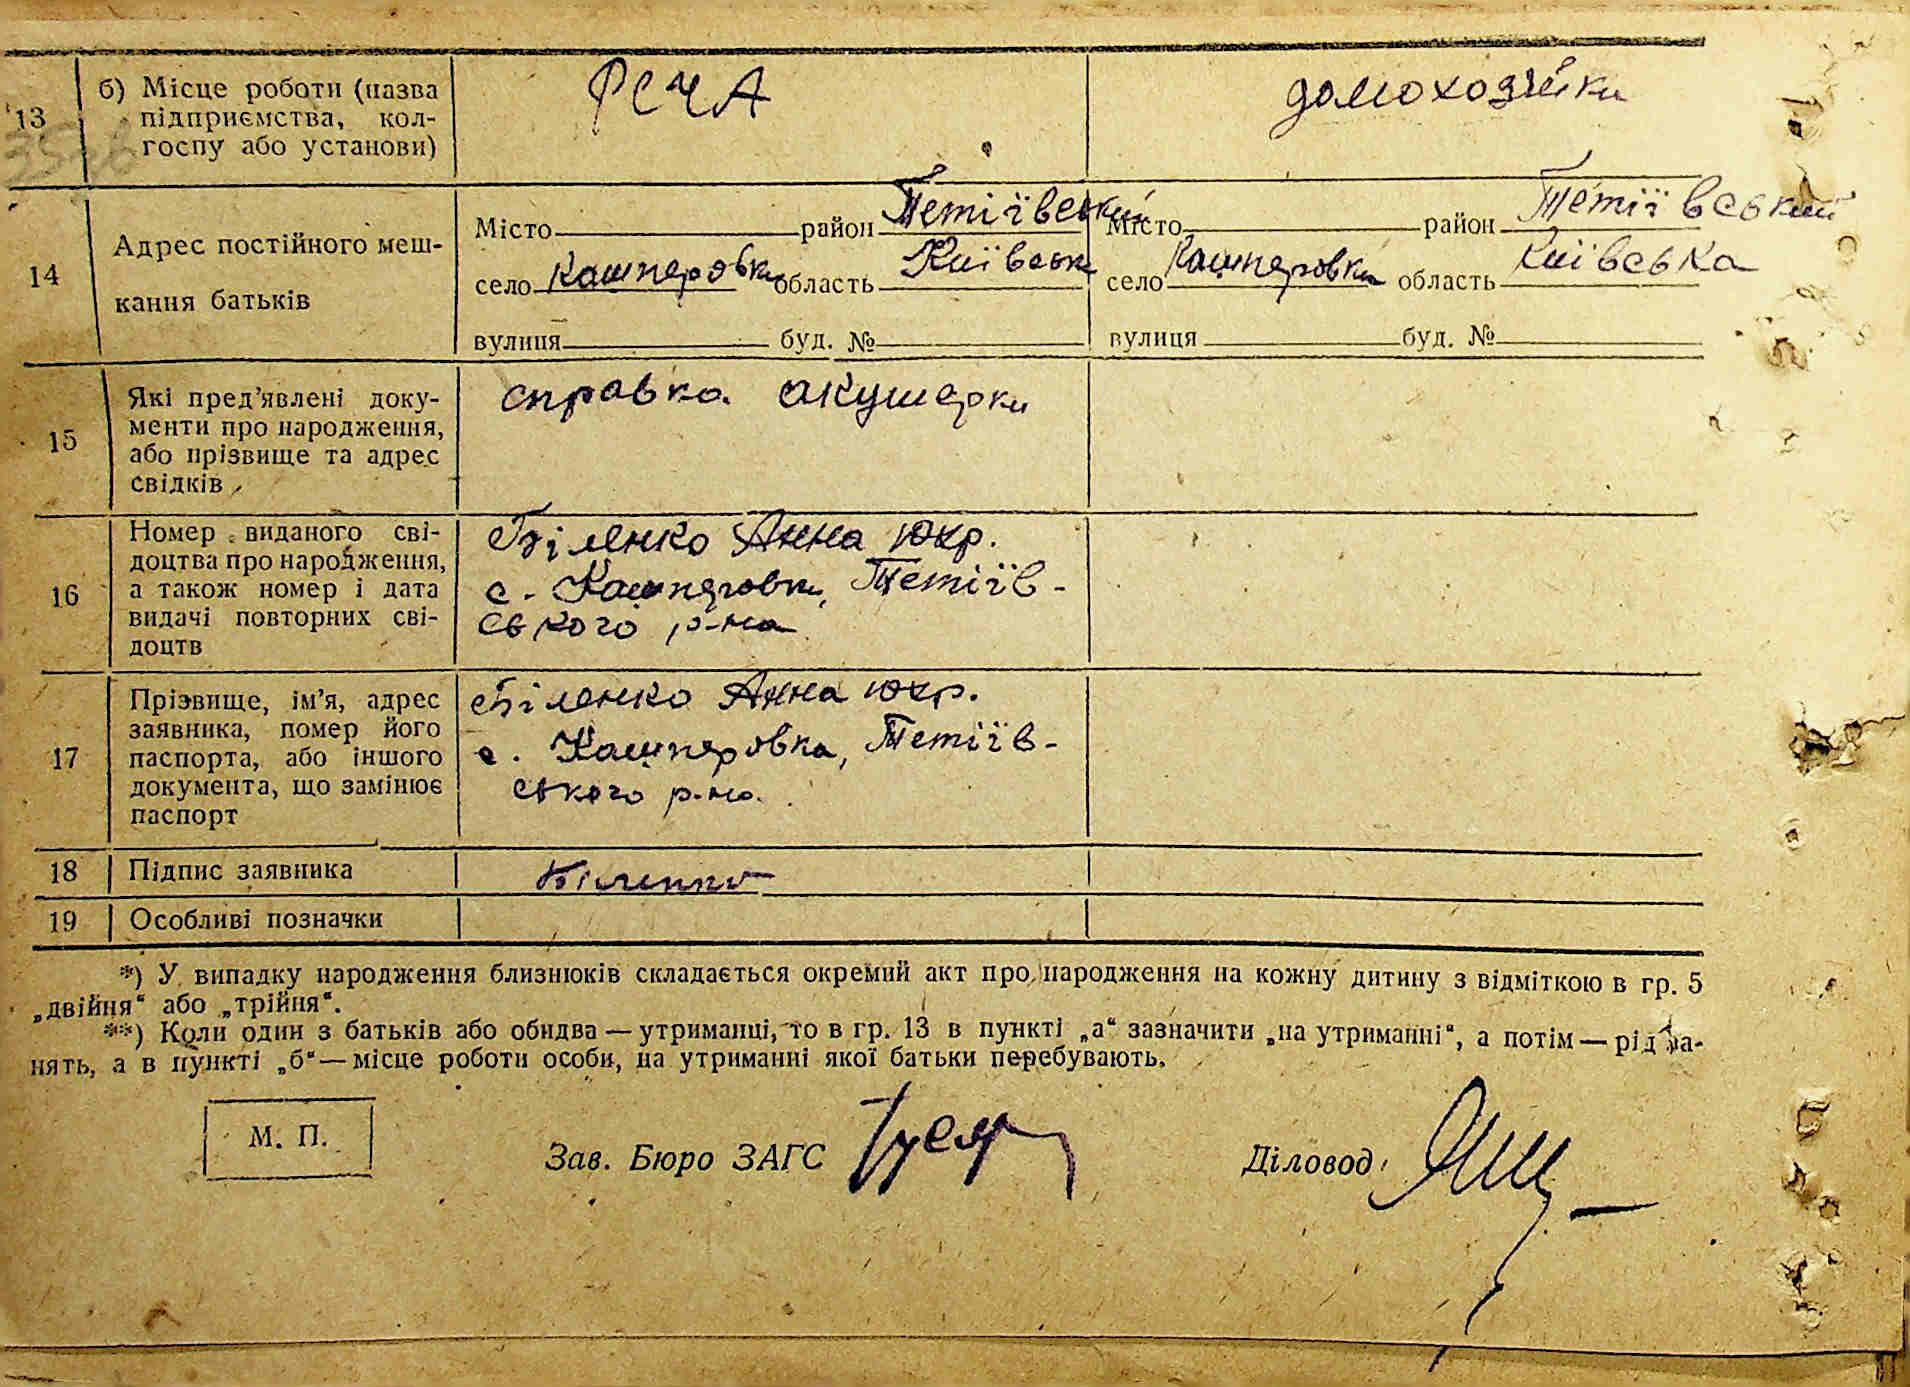 13 б) Місце роботи (назва підприємства, колгоспу або установи) РСЧА домохозяйки
14 Адрес постійного мешкання батьків
Місто район Тетіївський Місто район Тетіївський
село Кашперовка область Київськ село Кашперовка область Київська
вулиця буд. № вулиця буд. №
15 Які пред’явлені документи про народження, або прізвище та адрес свідків
справка акушерки
16 Номер виданого свідоцтва про народження, а також номер і дата видачі повторних свідоцтв
Біленко Анна Юхр.
с. Кашперовка, Тетіїв-
ського р-на
17 Прізвище, ім’я, адрес заявника, номер його паспорта, або іншого документа, що замінює паспорт
Біленко Анна Юхр.
с. Кашперовка, Тетіїв-
ського р-на.
18 Підпис заявника Біленко
19 Особливі позначки
*) У випадку народження близнюків складається окремий акт про народження на кожну дитину з відміткою в гр. 5
„двійня“ або „трійня“.
**) Коли один з батьків або обидва — утриманці, то в гр. 13 в пункті „а“ зазначити „на утриманні“, а потім — рід за-
нять, а в пункті „б“ — місце роботи особи, на утриманні якої батьки перебувають.
М. П.
Зав. Бюро ЗАГС
Діловод